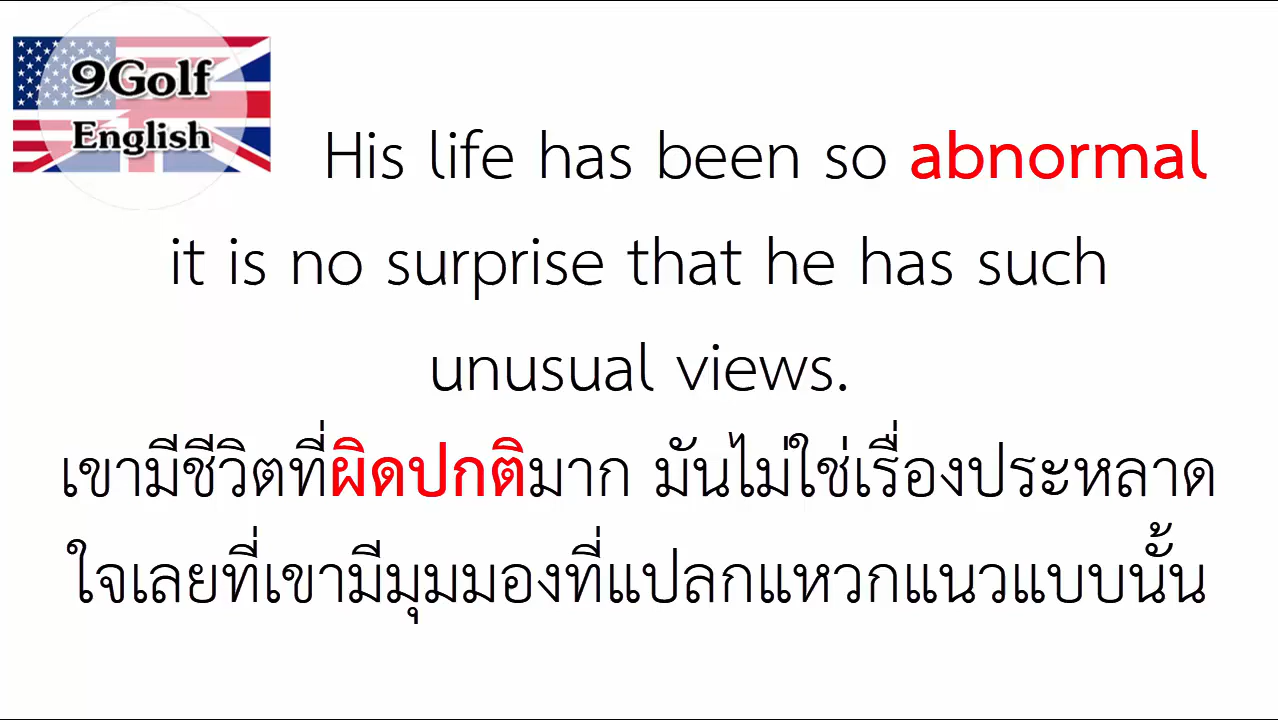 9Golf
English
His life has been so abnormal
it is no surprise that he has such
unusual views.
เขามีชีวิตที่ผิดปกติมาก มันไม่ใช่เรื่องประหลาด
ใจเลยที่เขามีมุมมองที่แปลกแหวกแนวแบบนั้น